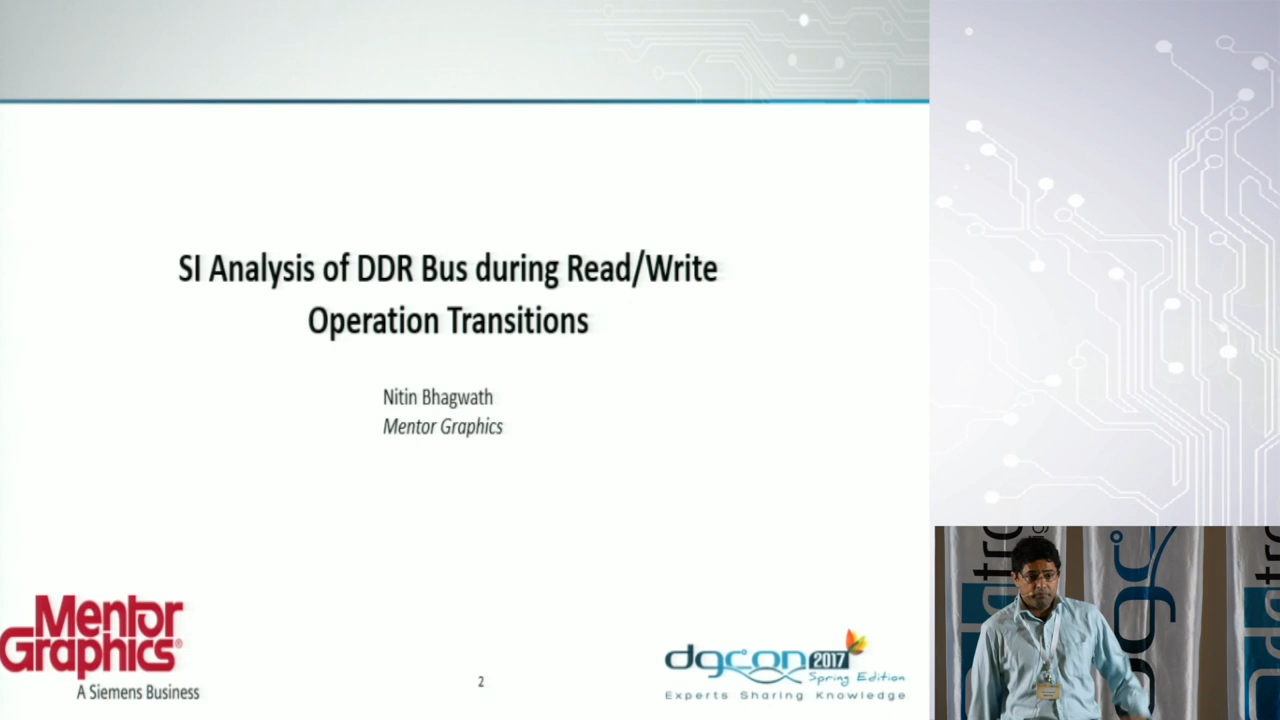 SI Analysis of DDR Bus during Read/Write
Operation Transitions
Nitin Bhagwath
Mentor Graphics
Mentor
Graphics®
A Siemens Business
2
dgcon 2017
Spring Edition
Experts Sharing Knowledge
dgc